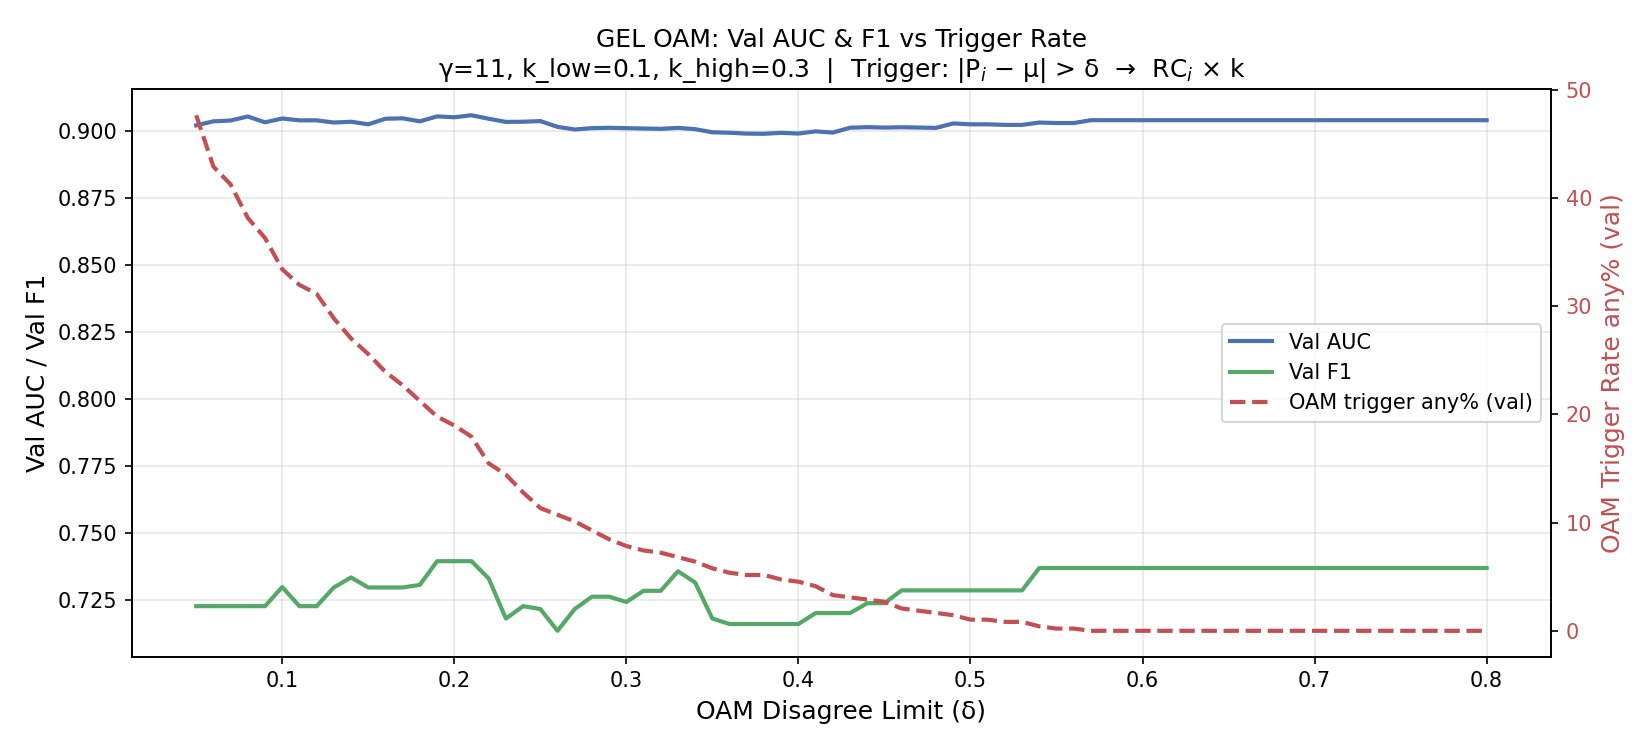 GEL OAM: Val AUC & F1 vs Trigger Rate
γ=11, k_low=0.1, k_high=0.3 | Trigger: |Pᵢ − μ| > δ → RCᵢ × k
Val AUC / Val F1
0.900
0.875
0.850
0.825
0.800
0.775
0.750
0.725
50
40
30
20
10
0
OAM Trigger Rate any% (val)
Val AUC
Val F1
OAM trigger any% (val)
0.1 0.2 0.3 0.4 0.5 0.6 0.7 0.8
OAM Disagree Limit (δ)